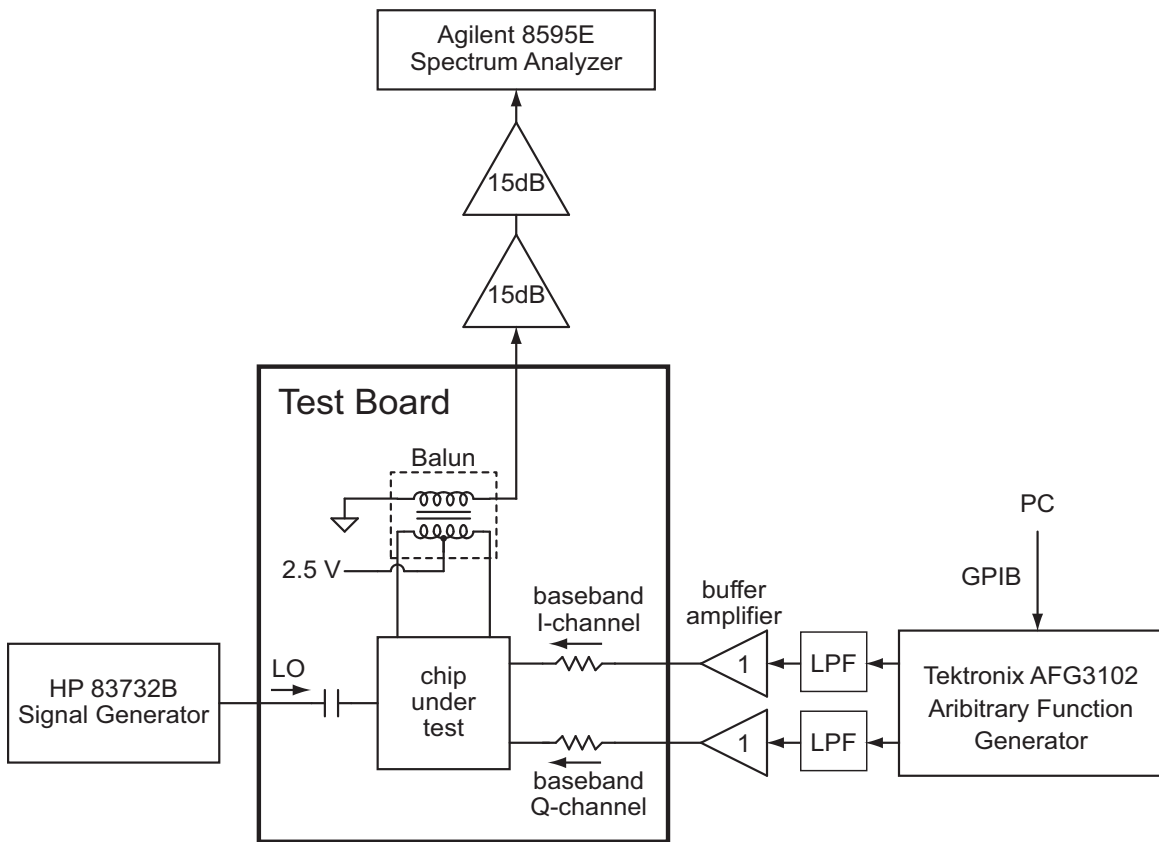 Agilent 8595E
Spectrum Analyzer
15dB
15dB
Test Board
Balun
2.5 V
PC
GPIB
baseband
I-channel
buffer
amplifier
HP 83732B
Signal Generator
LO
chip
under
test
1
LPF
Tektronix AFG3102
Aribitrary Function
Generator
1
LPF
baseband
Q-channel